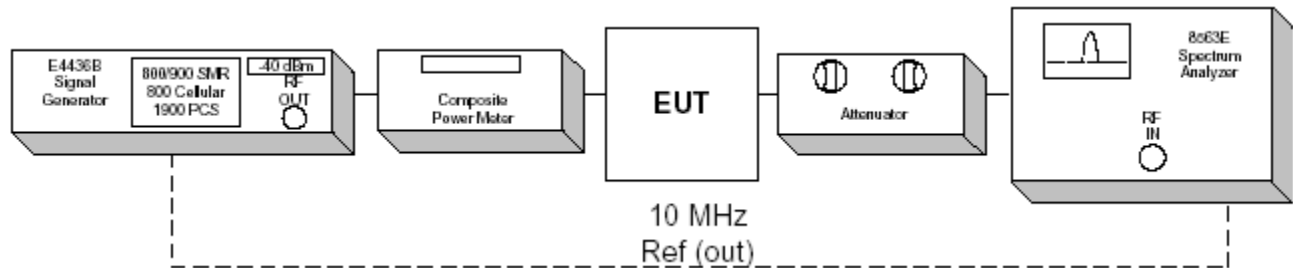 E4436B
Signal
Generator
800/900 SMR
800 Cellular
1900 PCS
-40 dBm
RF
OUT
Composite
Power Meter
EUT
Attenuator
8563E
Spectrum
Analyzer
RF
IN
10 MHz
Ref (out)